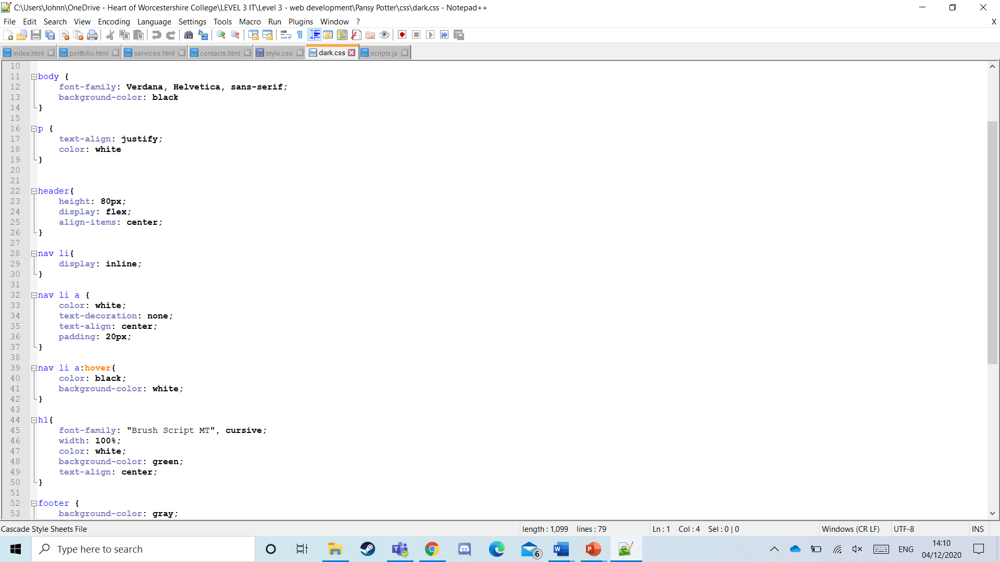 C:\Users\Johnn\OneDrive - Heart of Worcestershire College\LEVEL 3 IT\Level 3 - web development\Pansy Potter\css\dark.css - Notepad++
File Edit Search View Encoding Language Settings Tools Macro Run Plugins Window ? X
index.html portfolio.html services.html contacts.html style.css dark.css scripts.js
10
11 body {
12 font-family: Verdana, Helvetica, sans-serif;
13 background-color: black
14 }
15
16 p {
17 text-align: justify;
18 color: white
19 }
20
21
22 header{
23 height: 80px;
24 display: flex;
25 align-items: center;
26 }
27
28 nav li{
29 display: inline;
30 }
31
32 nav li a {
33 color: white;
34 text-decoration: none;
35 text-align: center;
36 padding: 20px;
37 }
38
39 nav li a:hover{
40 color: black;
41 background-color: white;
42 }
43
44 h1{
45 font-family: "Brush Script MT", cursive;
46 width: 100%;
47 color: white;
48 background-color: green;
49 text-align: center;
50 }
51
52 footer {
53 background-color: gray;
Cascade Style Sheets File length : 1,099 lines : 79 Ln : 1 Col : 4 Sel : 0 | 0 Windows (CR LF) UTF-8 INS
Type here to search 6 ENG 14:10
04/12/2020